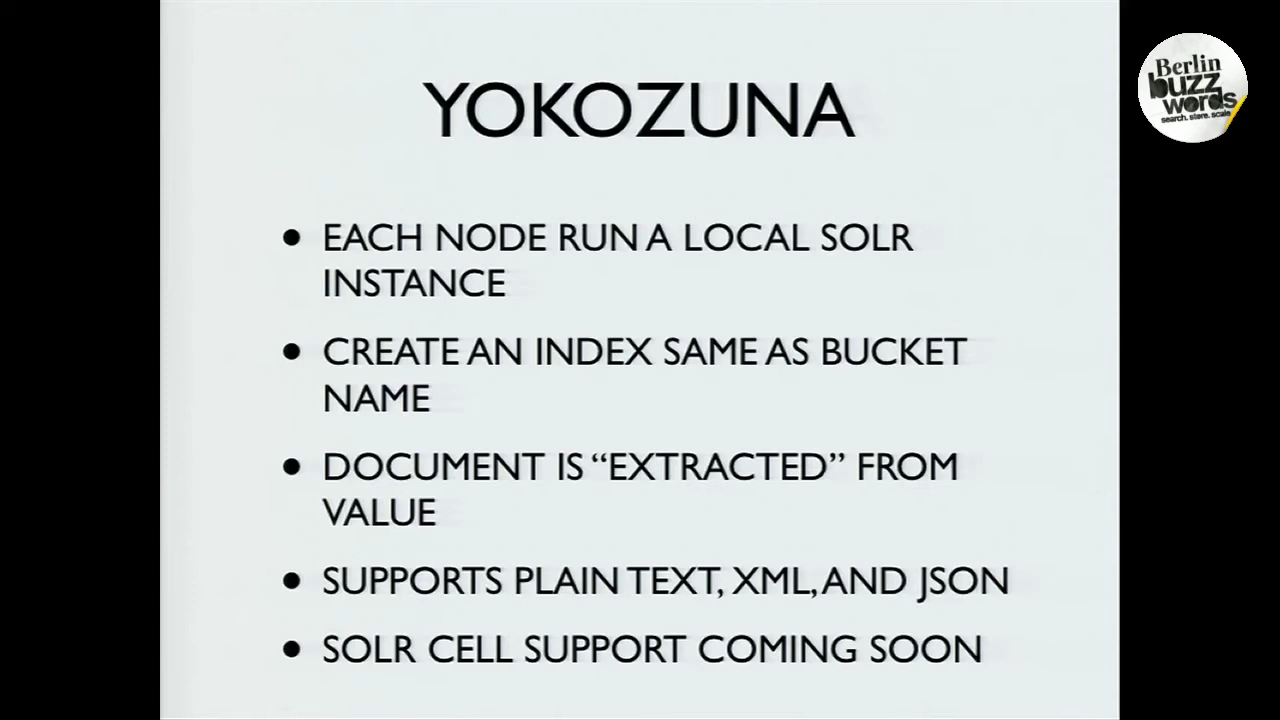 YOKOZUNA
• EACH NODE RUN A LOCAL SOLR
INSTANCE
• CREATE AN INDEX SAME AS BUCKET
NAME
• DOCUMENT IS “EXTRACTED” FROM
VALUE
• SUPPORTS PLAIN TEXT, XML, AND JSON
• SOLR CELL SUPPORT COMING SOON
Berlin
buzz
words
search. store. scale